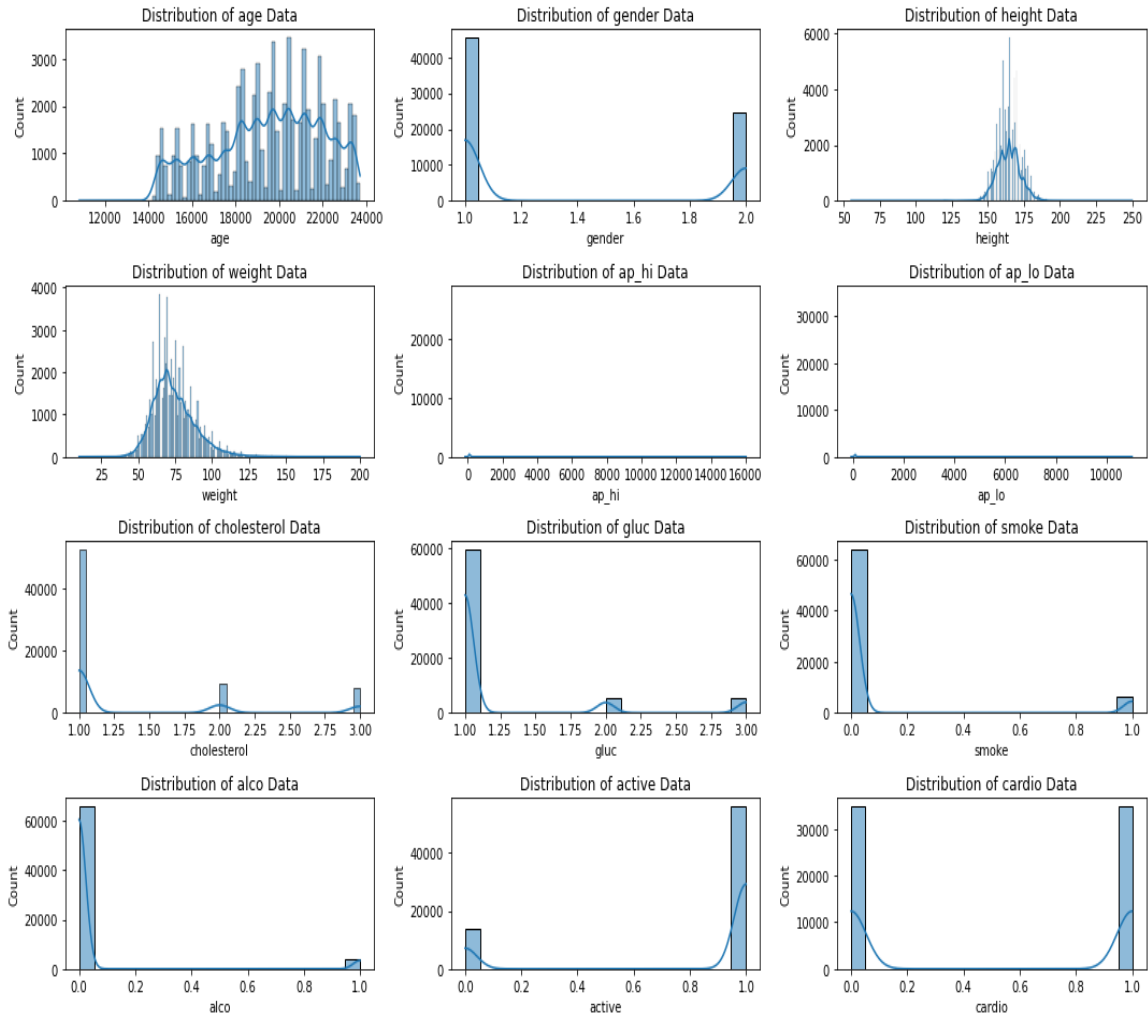 Distribution of age Data
Count
3000
2000
1000
0
12000 14000 16000 18000 20000 22000 24000
age
Distribution of gender Data
Count
40000
30000
20000
10000
0
1.0 1.2 1.4 1.6 1.8 2.0
gender
Distribution of height Data
Count
6000
4000
2000
0
50 75 100 125 150 175 200 225 250
height
Distribution of weight Data
Count
4000
3000
2000
1000
0
25 50 75 100 125 150 175 200
weight
Distribution of ap_hi Data
Count
20000
10000
0
0 2000 4000 6000 8000 10000 12000 14000 16000
ap_hi
Distribution of ap_lo Data
Count
30000
20000
10000
0
0 2000 4000 6000 8000 10000
ap_lo
Distribution of cholesterol Data
Count
40000
20000
0
1.00 1.25 1.50 1.75 2.00 2.25 2.50 2.75 3.00
cholesterol
Distribution of gluc Data
Count
60000
40000
20000
0
1.00 1.25 1.50 1.75 2.00 2.25 2.50 2.75 3.00
gluc
Distribution of smoke Data
Count
60000
40000
20000
0
0.0 0.2 0.4 0.6 0.8 1.0
smoke
Distribution of alco Data
Count
60000
40000
20000
0
0.0 0.2 0.4 0.6 0.8 1.0
alco
Distribution of active Data
Count
40000
20000
0
0.0 0.2 0.4 0.6 0.8 1.0
active
Distribution of cardio Data
Count
30000
20000
10000
0
0.0 0.2 0.4 0.6 0.8 1.0
cardio